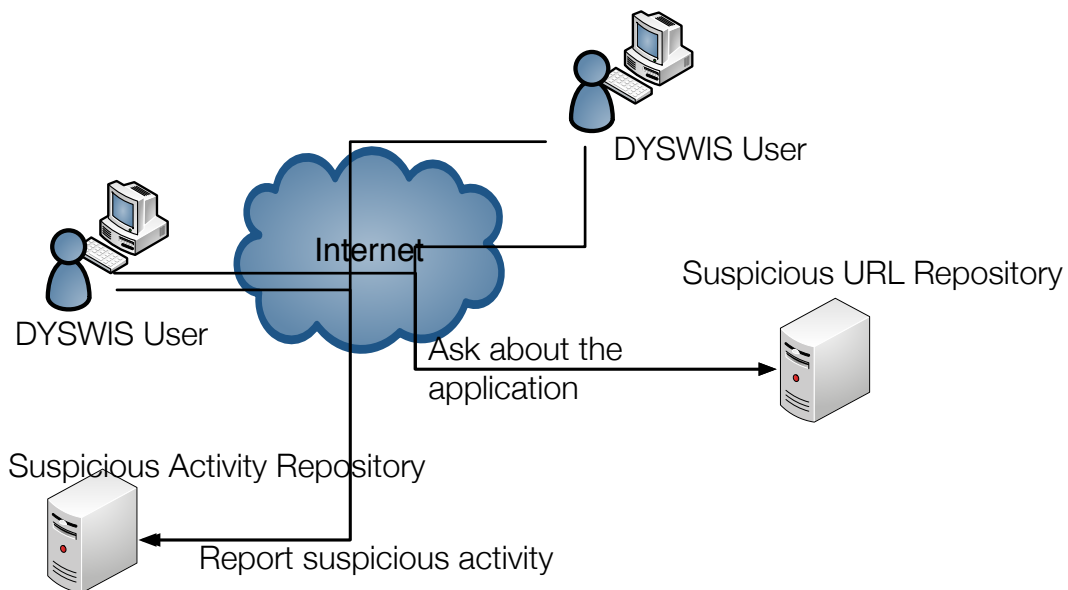 DYSWIS User
Internet
Suspicious URL Repository
DYSWIS User
Ask about the
application
Suspicious Activity Repository
Report suspicious activity